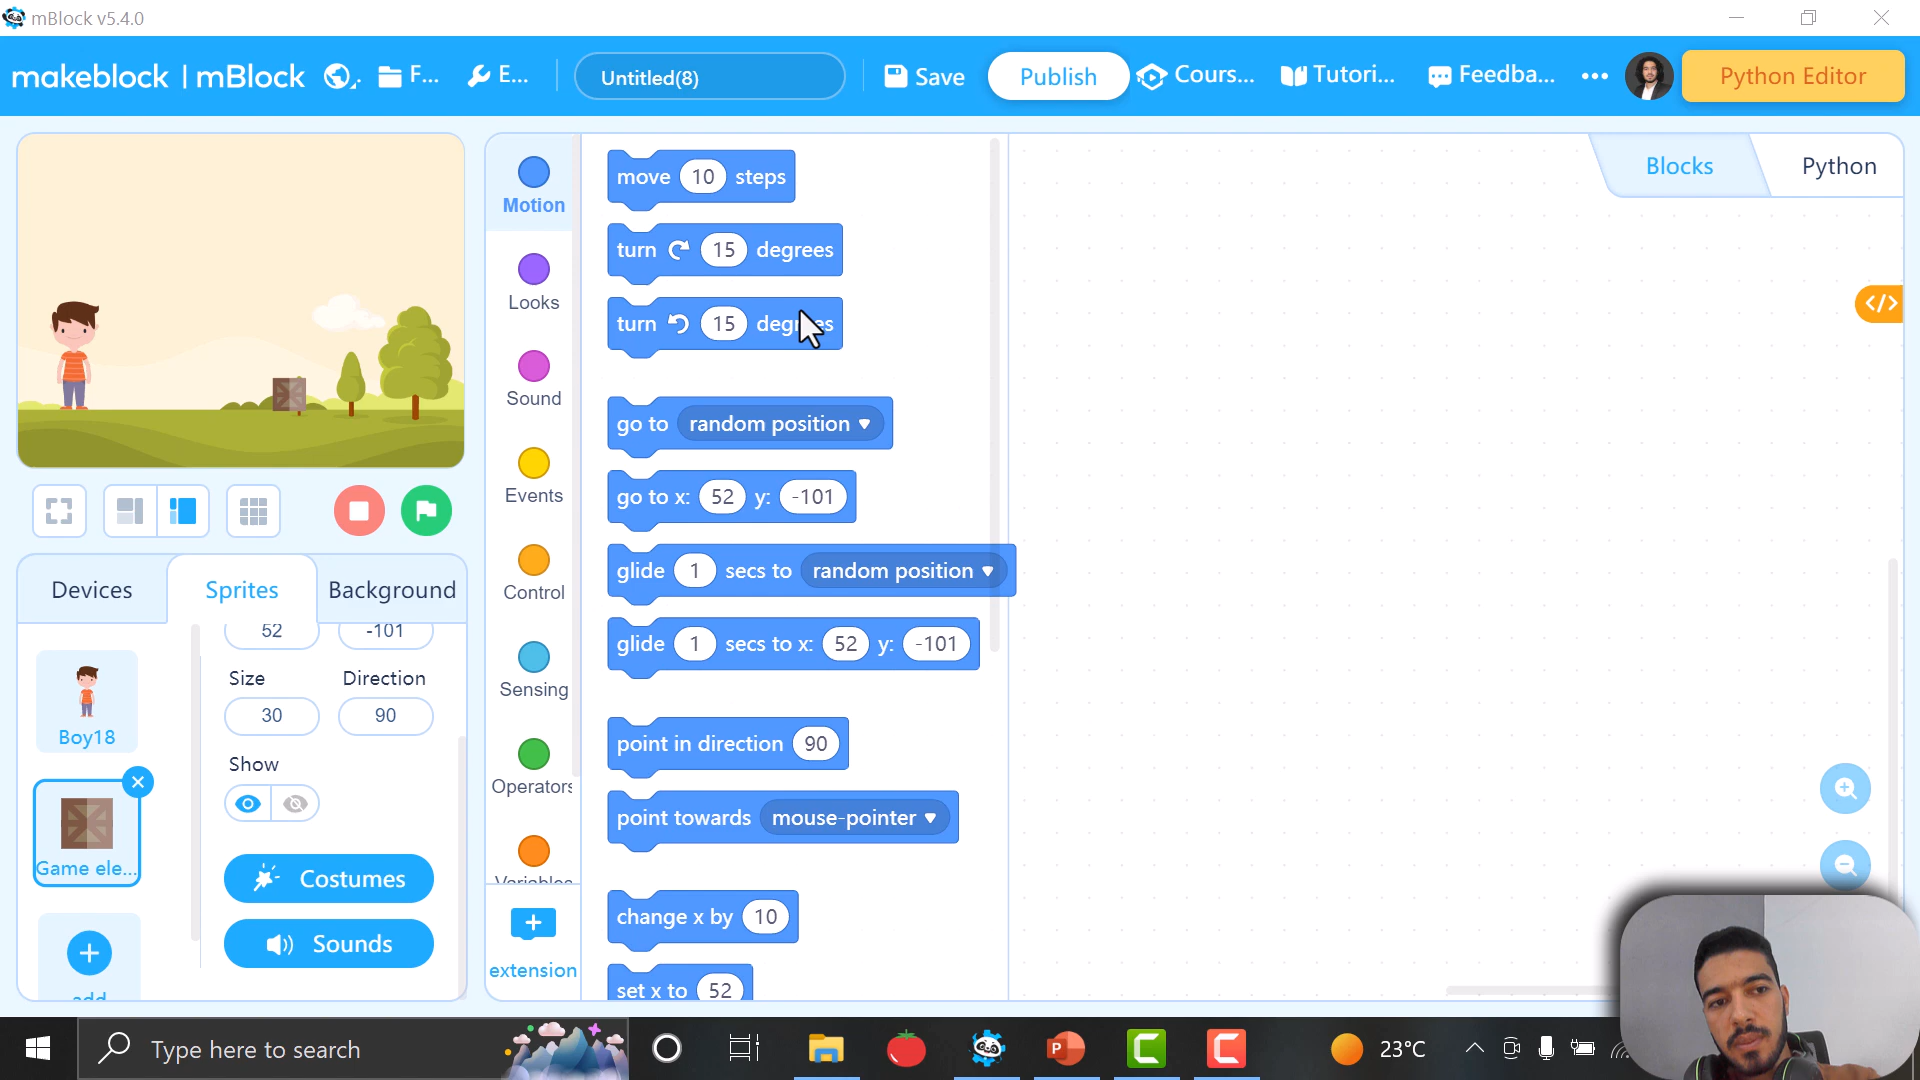 mBlock v5.4.0
makeblock | mBlock
F...
E...
Untitled(8)
Save
Publish
Cours...
Tutori...
Feedba...
Python Editor
Motion
Looks
Sound
Events
Control
Sensing
Operators
Variables
extension
move 10 steps
turn 15 degrees
turn 15 degrees
go to random position
go to x: 52 y: -101
glide 1 secs to random position
glide 1 secs to x: 52 y: -101
point in direction 90
point towards mouse-pointer
change x by 10
set x to 52
Blocks
Python
Devices
Sprites
Background
52
-101
Size
Direction
30
90
Show
Costumes
Sounds
Boy18
Game ele...
add
Type here to search
23°C